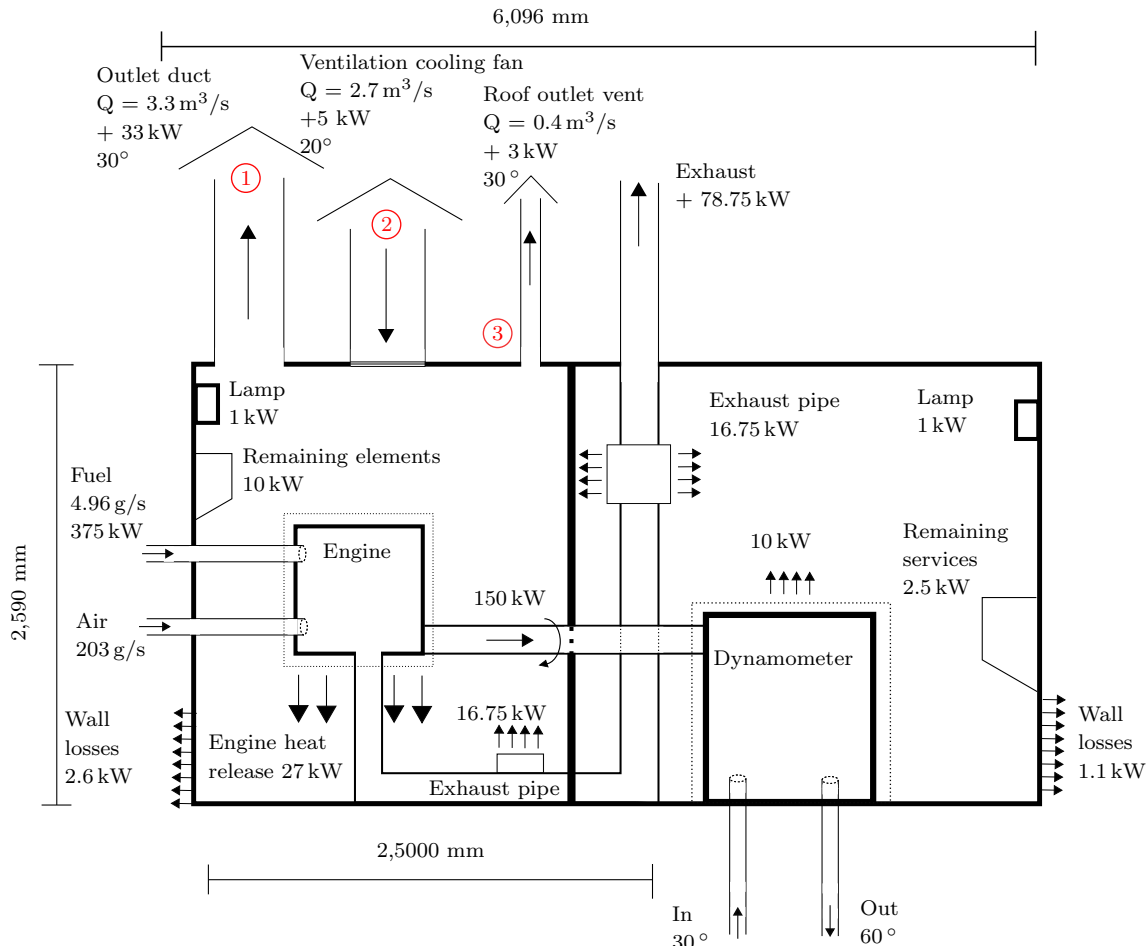 6,096 mm
Outlet duct
Q = 3.3 m³/s
+ 33 kW
30°
Ventilation cooling fan
Q = 2.7 m³/s
+5 kW
20°
Roof outlet vent
Q = 0.4 m³/s
+ 3 kW
30°
Exhaust
+ 78.75 kW
1
2
3
Lamp
1 kW
Exhaust pipe
16.75 kW
Lamp
1 kW
Remaining elements
10 kW
Fuel
4.96 g/s
375 kW
Engine
10 kW
Remaining
services
2.5 kW
2,590 mm
Air
203 g/s
150 kW
Dynamometer
Wall
losses
2.6 kW
Engine heat
release 27 kW
16.75 kW
Exhaust pipe
Wall
losses
1.1 kW
2,5000 mm
In
30°
Out
60°